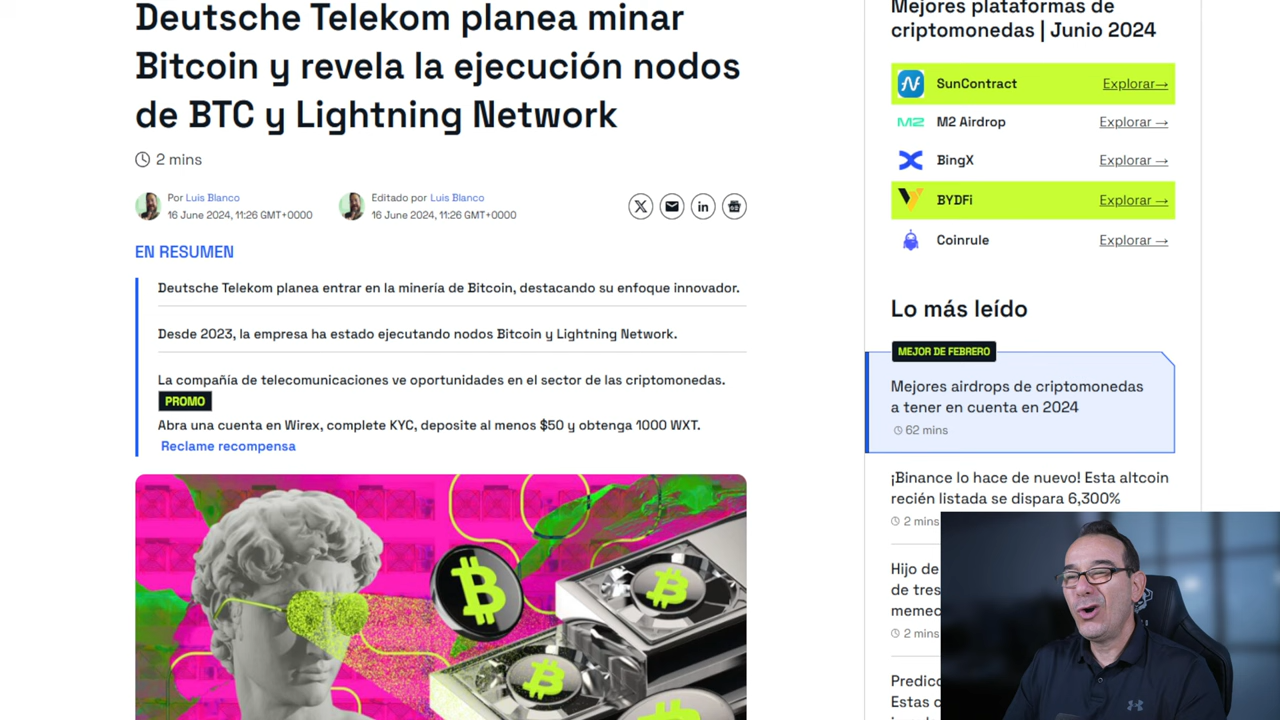 Deutsche Telekom planea minar
Bitcoin y revela la ejecución nodos
de BTC y Lightning Network
2 mins
Por Luis Blanco
16 June 2024, 11:26 GMT+0000
Editado por Luis Blanco
16 June 2024, 11:26 GMT+0000
EN RESUMEN
Deutsche Telekom planea entrar en la minería de Bitcoin, destacando su enfoque innovador.
Desde 2023, la empresa ha estado ejecutando nodos Bitcoin y Lightning Network.
La compañía de telecomunicaciones ve oportunidades en el sector de las criptomonedas.
PROMO
Abra una cuenta en Wirex, complete KYC, deposite al menos $50 y obtenga 1000 WXT.
Reclame recompensa
Mejores plataformas de
criptomonedas | Junio 2024
SunContract Explorar→
M2 M2 Airdrop Explorar →
BingX Explorar →
BYDFi Explorar →
Coinrule Explorar →
Lo más leído
MEJOR DE FEBRERO
Mejores airdrops de criptomonedas
a tener en cuenta en 2024
62 mins
¡Binance lo hace de nuevo! Esta altcoin
recién listada se dispara 6,300%
2 mins
Hijo de
de tres
memec
2 mins
Predicc
Estas c